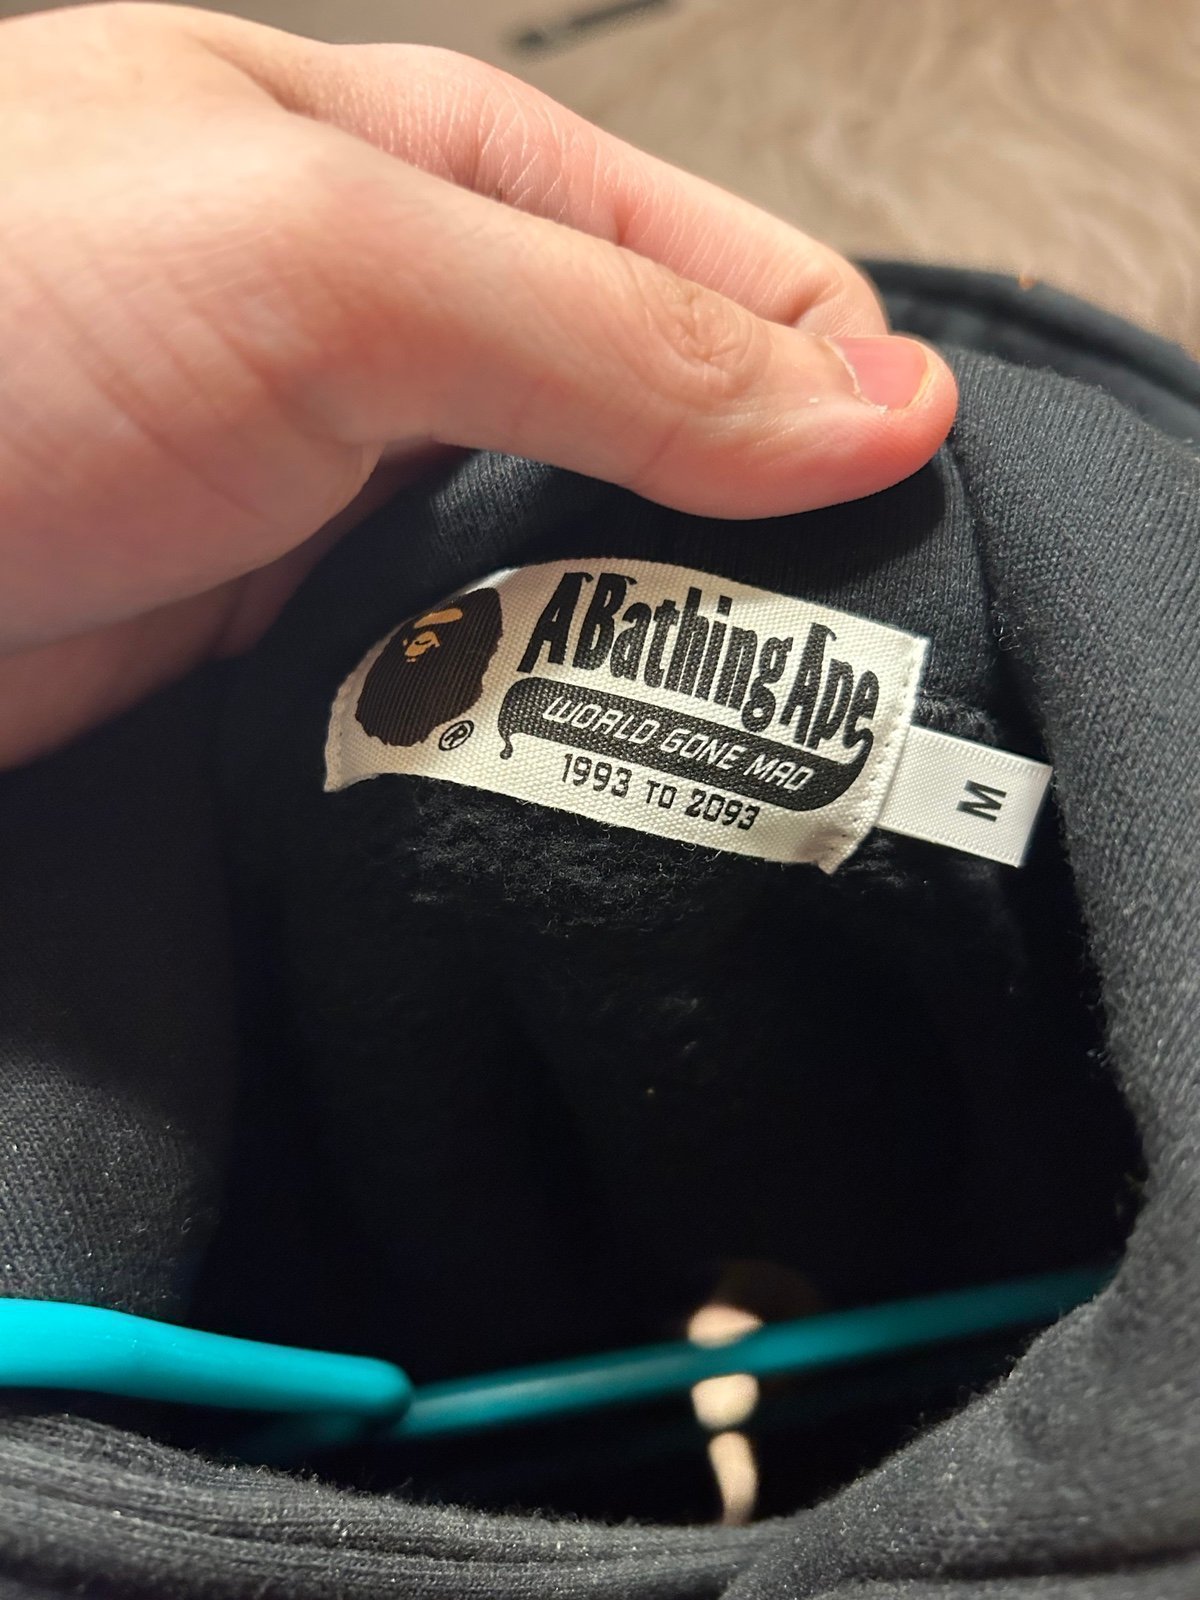 A Bathing Ape
WORLD GONE MAD
1993 TO 2093
®
M